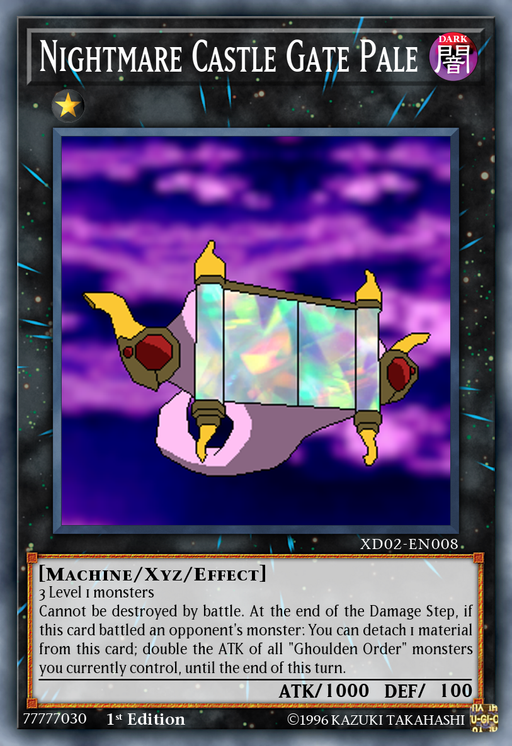 NIGHTMARE CASTLE GATE PALE
DARK
闇
XD02-EN008
[MACHINE/XYZ/EFFECT]
3 Level 1 monsters
Cannot be destroyed by battle. At the end of the Damage Step, if
this card battled an opponent's monster: You can detach 1 material
from this card; double the ATK of all "Ghoulden Order" monsters
you currently control, until the end of this turn.
ATK/1000 DEF/ 100
77777030 1st Edition ©1996 KAZUKI TAKAHASHI
U-GI-O